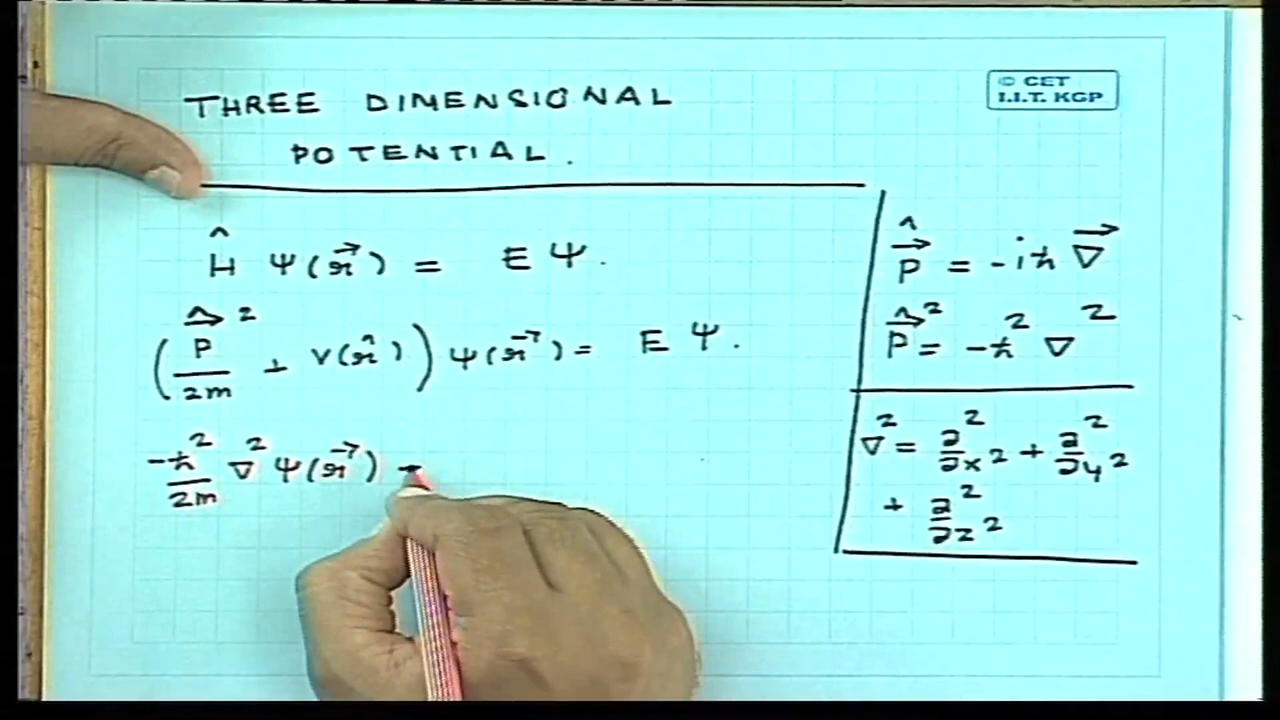 THREE DIMENSIONAL
POTENTIAL.
© CET
I.I.T. KGP
Ĥ Ψ(r⃗) = E Ψ.
(P̂⃗²/2m + V(r̂)) Ψ(r⃗) = E Ψ.
-ħ²/2m ∇² Ψ(r⃗)
P̂⃗ = -iħ ∇⃗
P̂⃗² = -ħ² ∇²
∇² = ∂²/∂x² + ∂²/∂y²
+ ∂²/∂z²